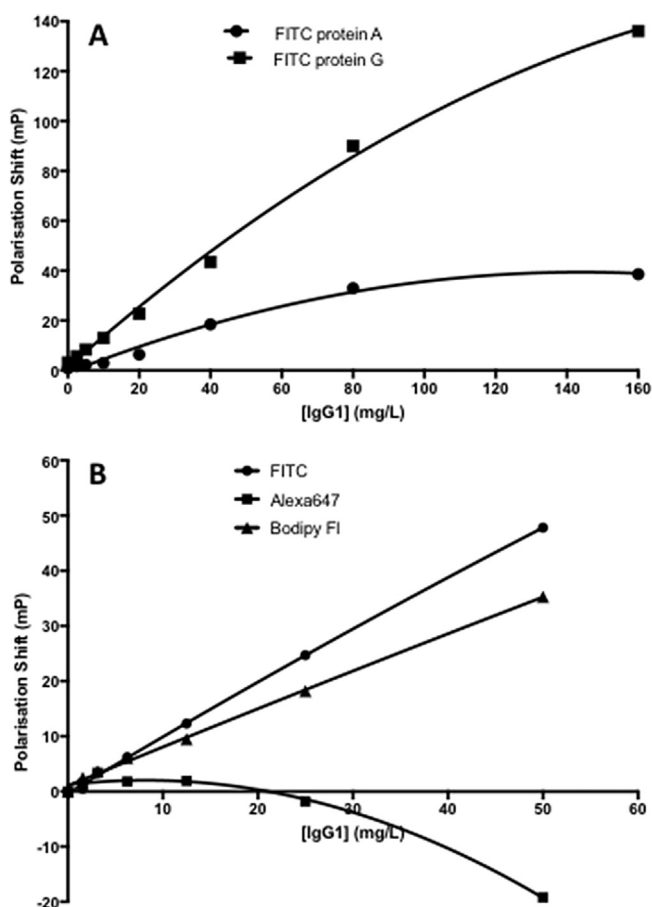 A
FITC protein A
FITC protein G
Polarisation Shift (mP)
140
120
100
80
60
40
20
0
0 20 40 60 80 100 120 140 160
[IgG1] (mg/L)
B
FITC
Alexa647
Bodipy Fl
Polarisation Shift (mP)
60
50
40
30
20
10
0
-10
-20
10 20 30 40 50 60
[IgG1] (mg/L)